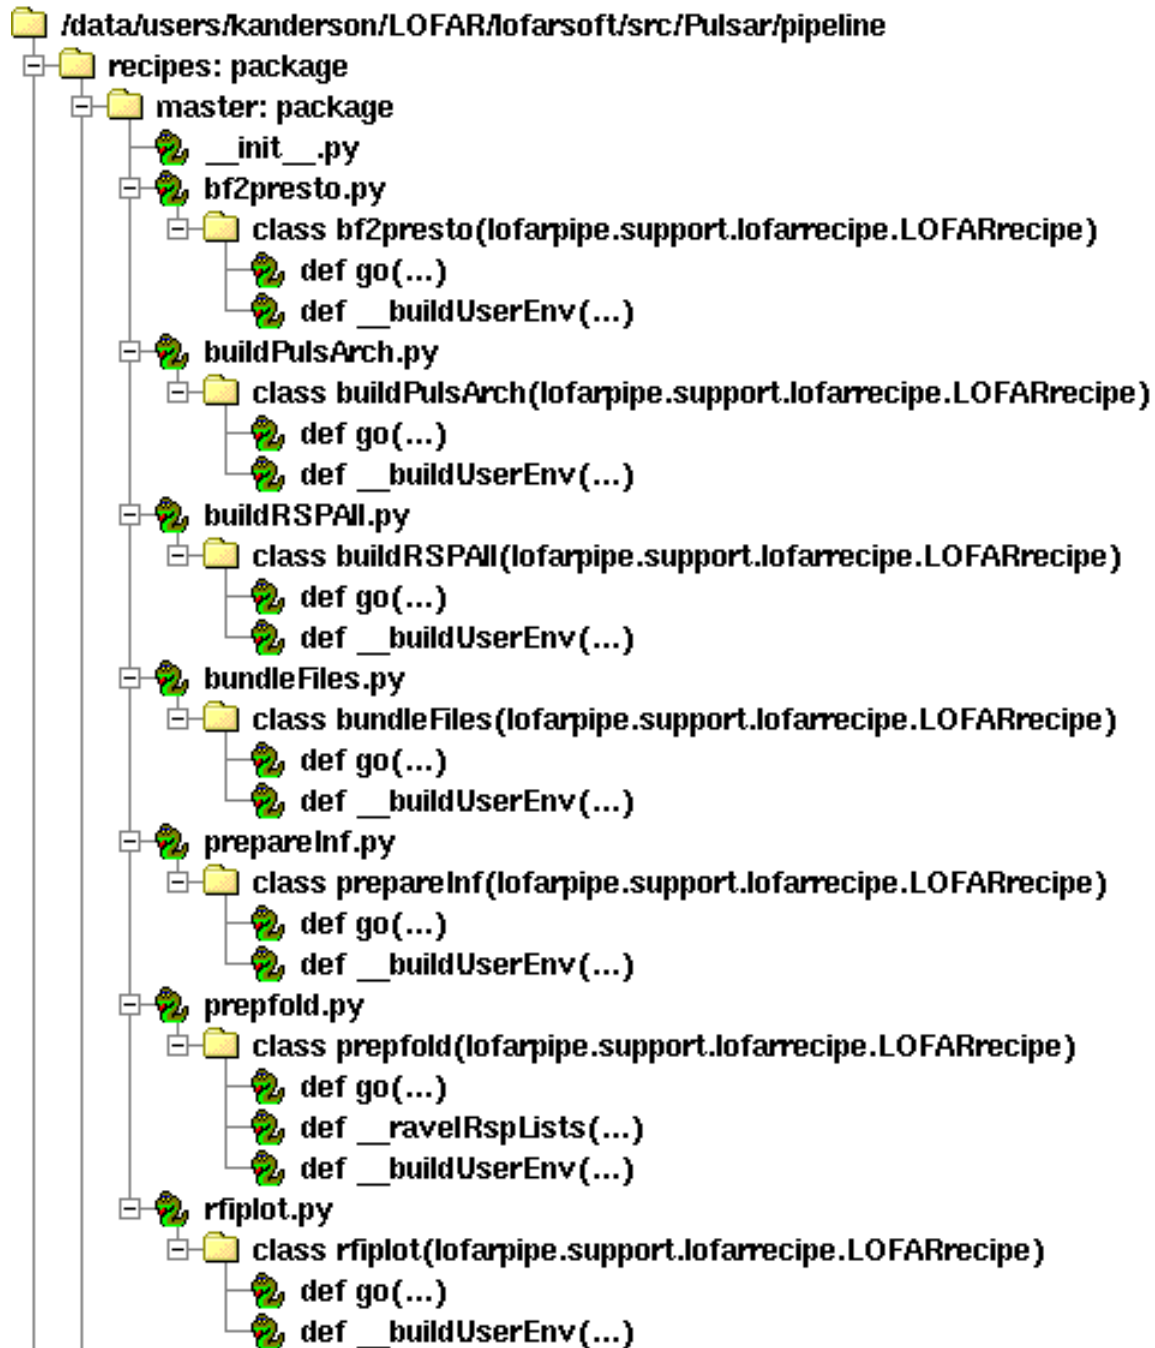 /data/users/kanderson/LOFAR/lofarsoft/src/Pulsar/pipeline
recipes: package
master: package
__init__.py
bf2presto.py
class bf2presto(lofarpipe.support.lofarrecipe.LOFARrecipe)
def go(...)
def __buildUserEnv(...)
buildPulsArch.py
class buildPulsArch(lofarpipe.support.lofarrecipe.LOFARrecipe)
def go(...)
def __buildUserEnv(...)
buildRSPAll.py
class buildRSPAll(lofarpipe.support.lofarrecipe.LOFARrecipe)
def go(...)
def __buildUserEnv(...)
bundleFiles.py
class bundleFiles(lofarpipe.support.lofarrecipe.LOFARrecipe)
def go(...)
def __buildUserEnv(...)
prepareInf.py
class prepareInf(lofarpipe.support.lofarrecipe.LOFARrecipe)
def go(...)
def __buildUserEnv(...)
prepfold.py
class prepfold(lofarpipe.support.lofarrecipe.LOFARrecipe)
def go(...)
def __ravelRspLists(...)
def __buildUserEnv(...)
rfiplot.py
class rfiplot(lofarpipe.support.lofarrecipe.LOFARrecipe)
def go(...)
def __buildUserEnv(...)